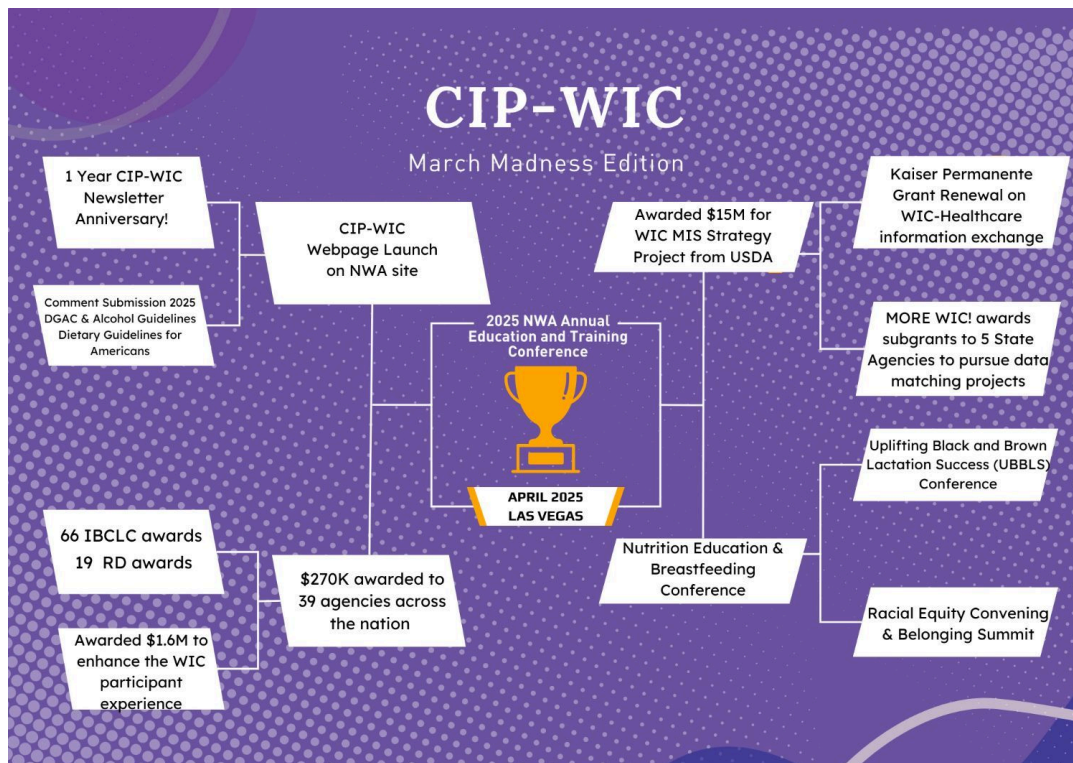 CIP-WIC
March Madness Edition
1 Year CIP-WIC
Newsletter
Anniversary!
Comment Submission 2025
DGAC & Alcohol Guidelines
Dietary Guidelines for
Americans
CIP-WIC
Webpage Launch
on NWA site
66 IBCLC awards
19 RD awards
Awarded $1.6M to
enhance the WIC
participant
experience
$270K awarded to
39 agencies across
the nation
2025 NWA Annual
Education and Training
Conference
APRIL 2025
LAS VEGAS
Awarded $15M for
WIC MIS Strategy
Project from USDA
Kaiser Permanente
Grant Renewal on
WIC-Healthcare
information exchange
MORE WIC! awards
subgrants to 5 State
Agencies to pursue data
matching projects
Nutrition Education &
Breastfeeding
Conference
Uplifting Black and Brown
Lactation Success (UBBLS)
Conference
Racial Equity Convening
& Belonging Summit